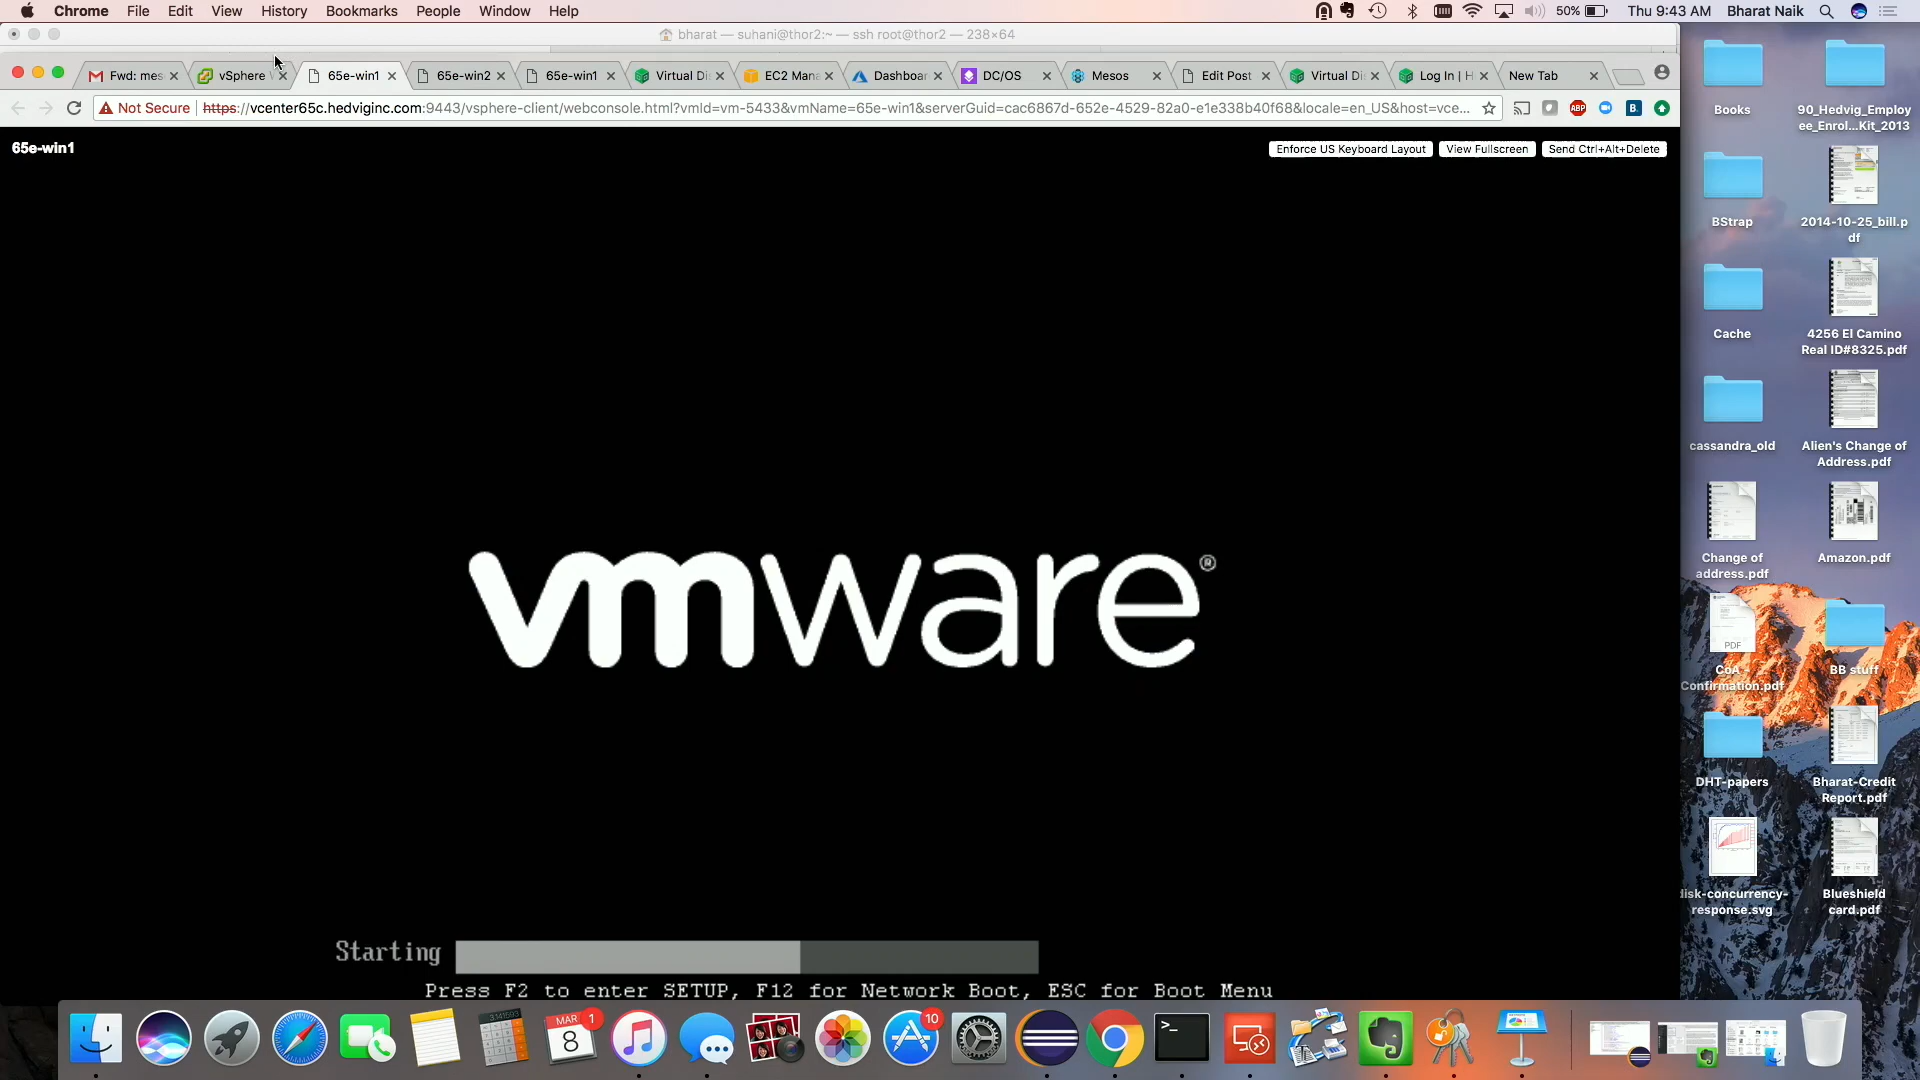 Chrome File Edit View History Bookmarks People Window Help
50% Thu 9:43 AM Bharat Naik
bharat — suhani@thor2:~ — ssh root@thor2 — 238×64
Fwd: mes vSphere 65e-win1 65e-win2 65e-win1 Virtual Di EC2 Mana Dashboar DC/OS Mesos Edit Post Virtual Di Log In | H New Tab
Not Secure https://vcenter65c.hedviginc.com:9443/vsphere-client/webconsole.html?vmId=vm-5433&vmName=65e-win1&serverGuid=cac6867d-652e-4529-82a0-e1e338b40f68&locale=en_US&host=vce... ABP B.
65e-win1
Enforce US Keyboard Layout View Fullscreen Send Ctrl+Alt+Delete
vmware®
Starting
Press F2 to enter SETUP, F12 for Network Boot, ESC for Boot Menu
Books
90_Hedvig_Employ
ee_Enrol...Kit_2013
BStrap
2014-10-25_bill.p
df
Cache
4256 El Camino
Real ID#8325.pdf
cassandra_old
Alien's Change of
Address.pdf
Change of
address.pdf
Amazon.pdf
PDF
CoA -
Confirmation.pdf
BB stuff
DHT-papers
Bharat-Credit
Report.pdf
disk-concurrency-
response.svg
Blueshield
card.pdf
MAR
8
1
10
>_